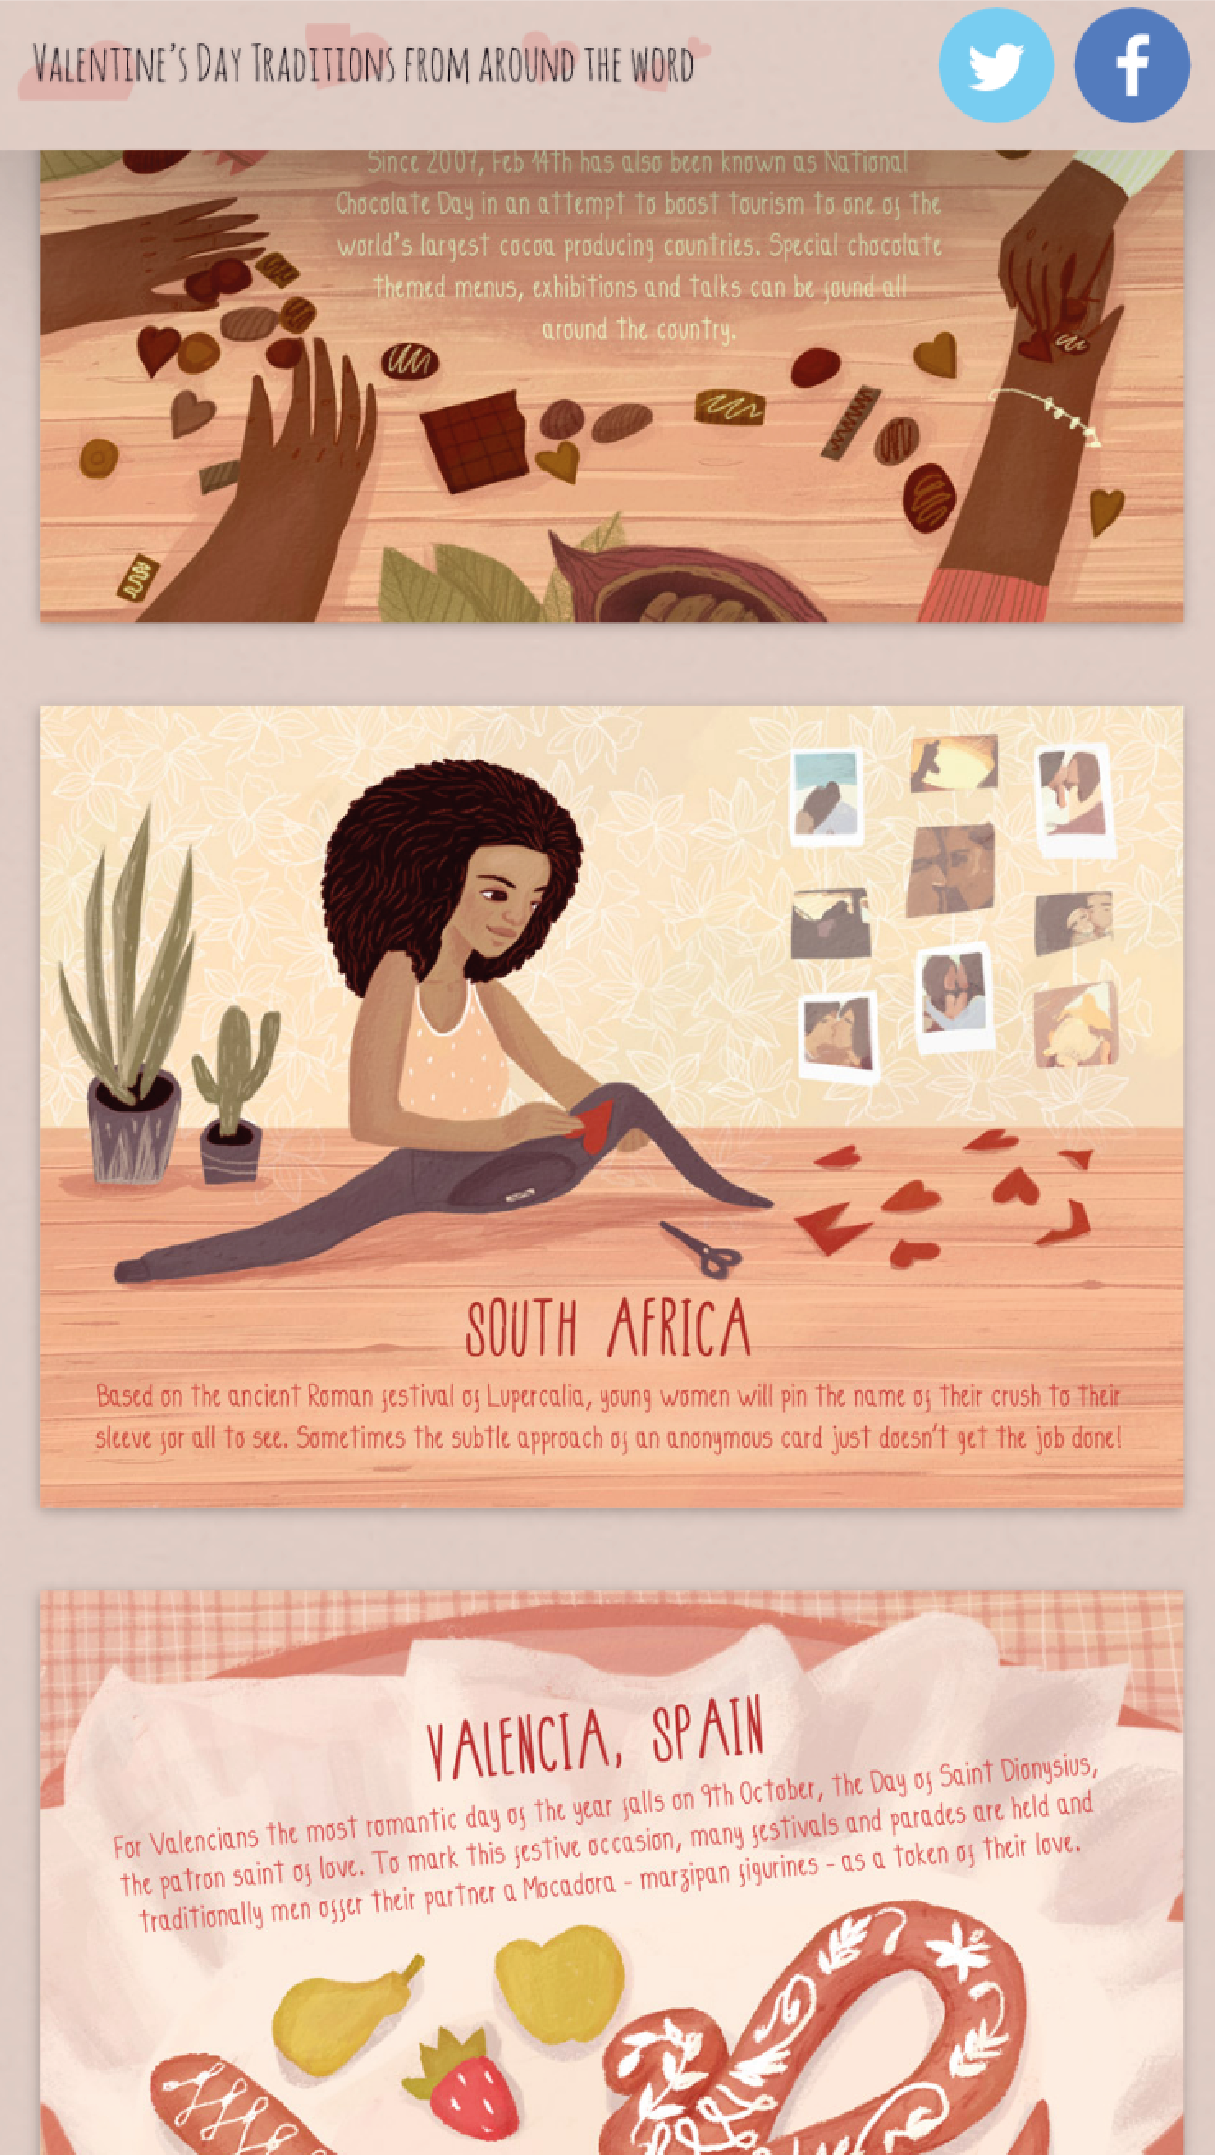 VALENTINE'S DAY TRADITIONS FROM AROUND THE WORD
Since 2007, Feb 14th has also been known as National
Chocolate Day in an attempt to boost tourism to one of the
world's largest cocoa producing countries. Special chocolate
themed menus, exhibitions and talks can be found all
around the country.
SOUTH AFRICA
Based on the ancient Roman festival of Lupercalia, young women will pin the name of their crush to their
sleeve for all to see. Sometimes the subtle approach of an anonymous card just doesn't get the job done!
VALENCIA, SPAIN
For Valencians the most romantic day of the year falls on 9th October, the Day of Saint Dionysius,
the patron saint of love. To mark this festive occasion, many festivals and parades are held and
traditionally men offer their partner a Mocadora - marzipan figurines - as a token of their love.